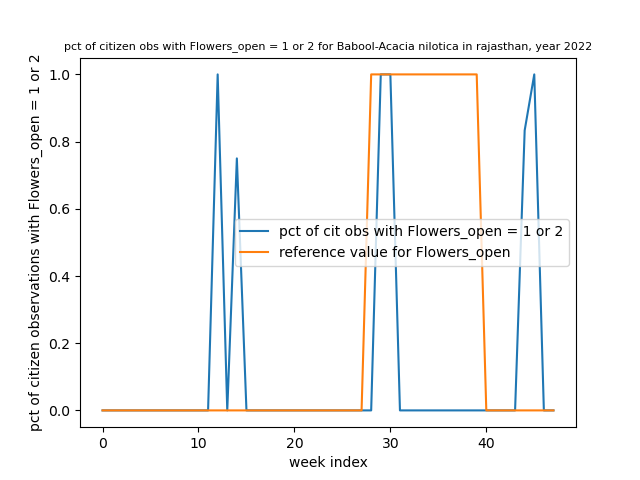 pct of citizen obs with Flowers_open = 1 or 2 for Babool-Acacia nilotica in rajasthan, year 2022
pct of citizen observations with Flowers_open = 1 or 2
1.0
0.8
0.6
0.4
0.2
0.0
pct of cit obs with Flowers_open = 1 or 2
reference value for Flowers_open
0 10 20 30 40
week index